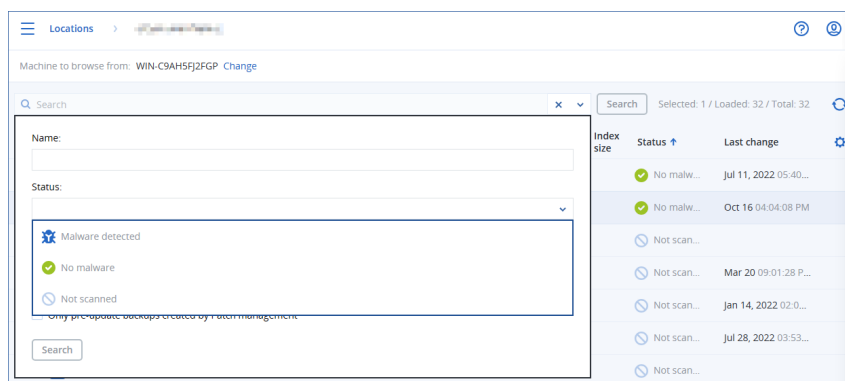 Locations >
Machine to browse from: WIN-C9AH5FJ2FGP Change
Search
Search Selected: 1 / Loaded: 32 / Total: 32
Name:
Status:
Malware detected
No malware
Not scanned
Only pre-update backups created by Patch management
Search
Index size Status ↑ Last change
No malw... Jul 11, 2022 05:40...
No malw... Oct 16 04:04:08 PM
Not scan...
Not scan... Mar 20 09:01:28 P...
Not scan... Jan 14, 2022 02:0...
Not scan... Jul 28, 2022 03:53...
Not scan...